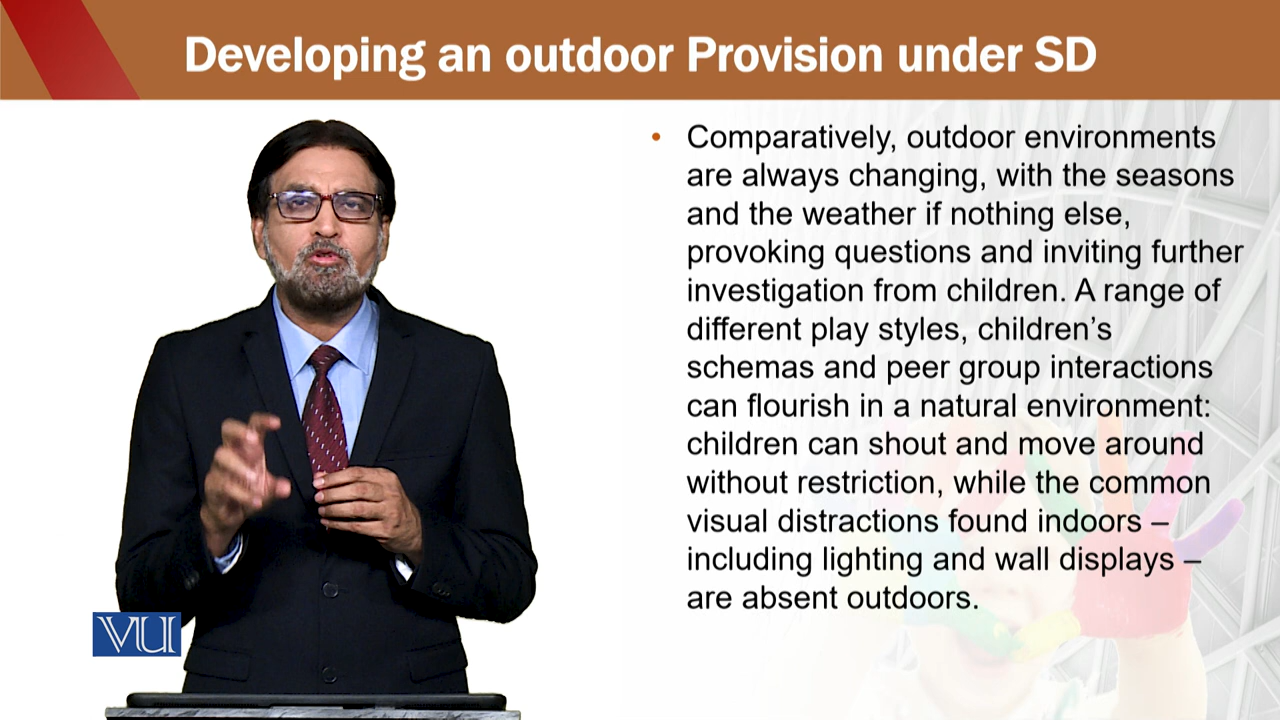 Developing an outdoor Provision under SD
• Comparatively, outdoor environments
are always changing, with the seasons
and the weather if nothing else,
provoking questions and inviting further
investigation from children. A range of
different play styles, children’s
schemas and peer group interactions
can flourish in a natural environment:
children can shout and move around
without restriction, while the common
visual distractions found indoors –
including lighting and wall displays –
are absent outdoors.
VU